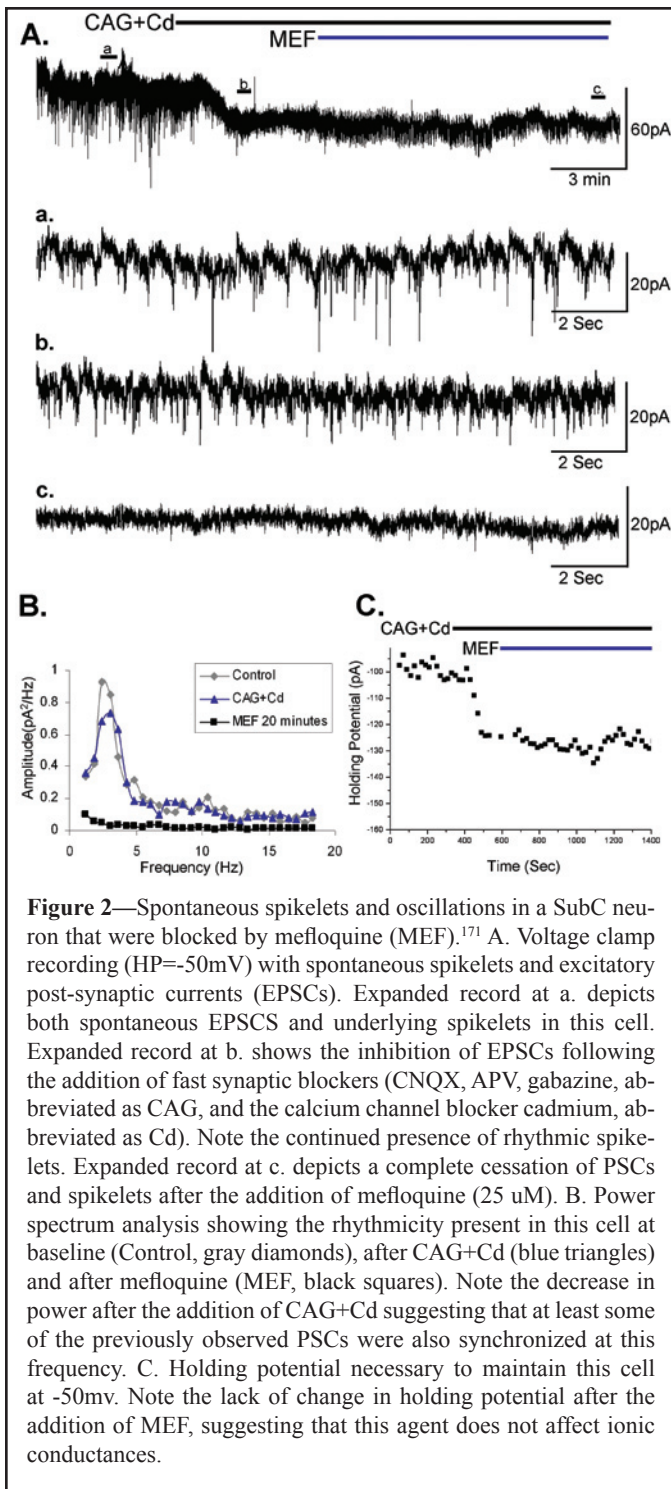 A.
CAG+Cd
MEF
a
b
c.
60pA
3 min
a.
20pA
2 Sec
b.
20pA
2 Sec
c.
20pA
2 Sec
B.
Amplitude(pA²/Hz)
1
0.8
0.6
0.4
0.2
0
0 5 10 15 20
Frequency (Hz)
Control
CAG+Cd
MEF 20 minutes
C.
CAG+Cd
MEF
Holding Potential (pA)
-100
-110
-120
-130
-140
-150
-160
0 200 400 600 800 1000 1200 1400
Time (Sec)
Figure 2—Spontaneous spikelets and oscillations in a SubC neu-
ron that were blocked by mefloquine (MEF).¹⁷¹ A. Voltage clamp
recording (HP=-50mV) with spontaneous spikelets and excitatory
post-synaptic currents (EPSCs). Expanded record at a. depicts
both spontaneous EPSCS and underlying spikelets in this cell.
Expanded record at b. shows the inhibition of EPSCs following
the addition of fast synaptic blockers (CNQX, APV, gabazine, ab-
breviated as CAG, and the calcium channel blocker cadmium, ab-
breviated as Cd). Note the continued presence of rhythmic spike-
lets. Expanded record at c. depicts a complete cessation of PSCs
and spikelets after the addition of mefloquine (25 uM). B. Power
spectrum analysis showing the rhythmicity present in this cell at
baseline (Control, gray diamonds), after CAG+Cd (blue triangles)
and after mefloquine (MEF, black squares). Note the decrease in
power after the addition of CAG+Cd suggesting that at least some
of the previously observed PSCs were also synchronized at this
frequency. C. Holding potential necessary to maintain this cell
at -50mv. Note the lack of change in holding potential after the
addition of MEF, suggesting that this agent does not affect ionic
conductances.